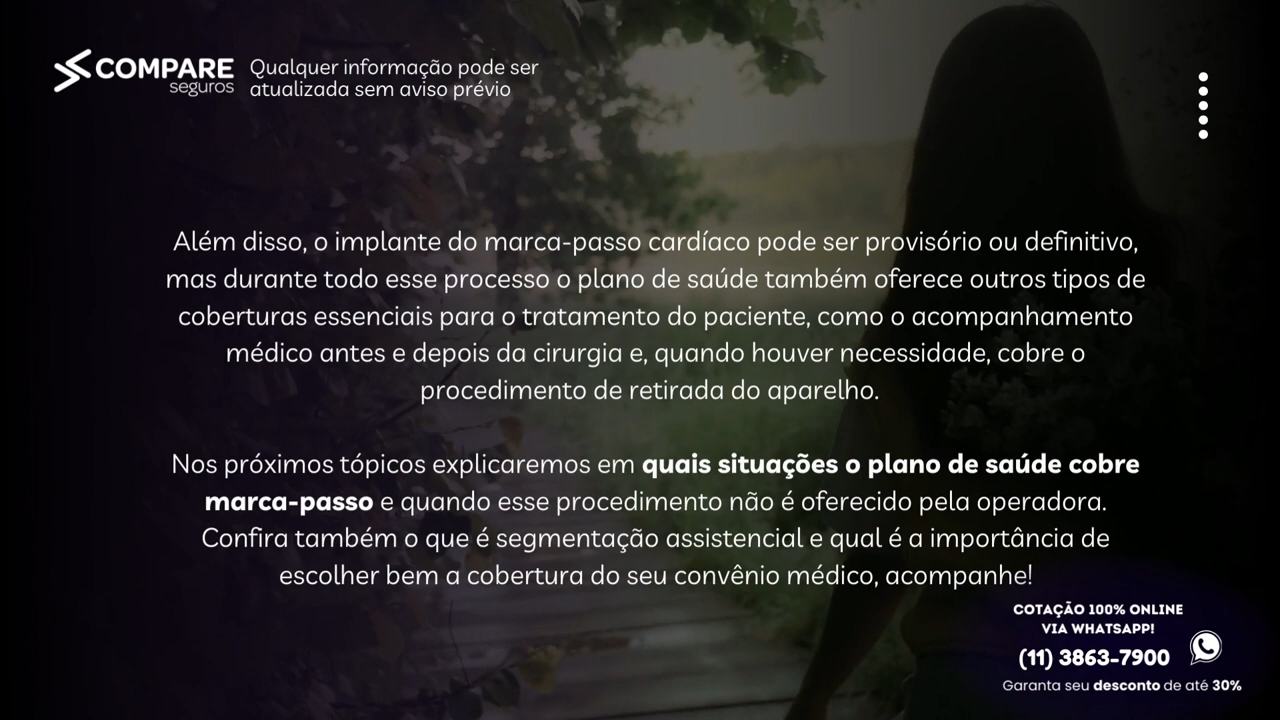 COMPARE
seguros
Qualquer informação pode ser
atualizada sem aviso prévio
Além disso, o implante do marca-passo cardíaco pode ser provisório ou definitivo,
mas durante todo esse processo o plano de saúde também oferece outros tipos de
coberturas essenciais para o tratamento do paciente, como o acompanhamento
médico antes e depois da cirurgia e, quando houver necessidade, cobre o
procedimento de retirada do aparelho.
Nos próximos tópicos explicaremos em quais situações o plano de saúde cobre
marca-passo e quando esse procedimento não é oferecido pela operadora.
Confira também o que é segmentação assistencial e qual é a importância de
escolher bem a cobertura do seu convênio médico, acompanhe!
COTAÇÃO 100% ONLINE
VIA WHATSAPP!
(11) 3863-7900
Garanta seu desconto de até 30%